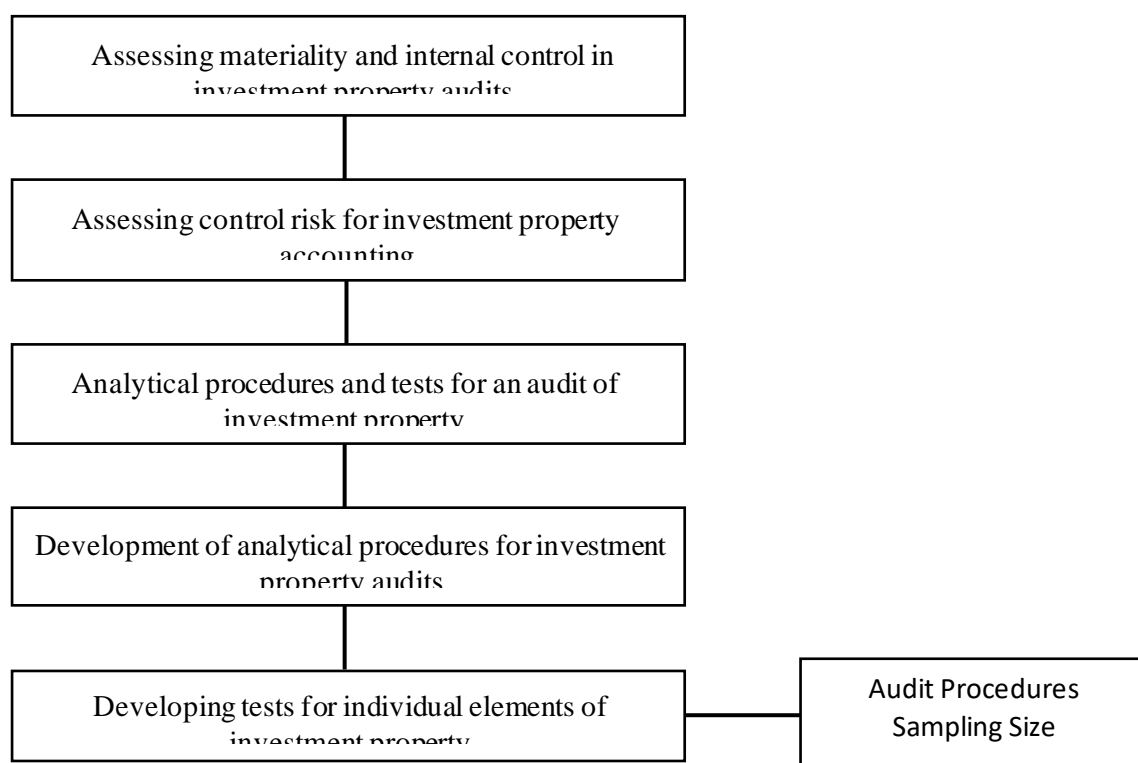 Assessing materiality and internal control in
investment property audits
Assessing control risk for investment property
accounting
Analytical procedures and tests for an audit of
investment property
Development of analytical procedures for investment
property audits
Developing tests for individual elements of
investment property
Audit Procedures
Sampling Size